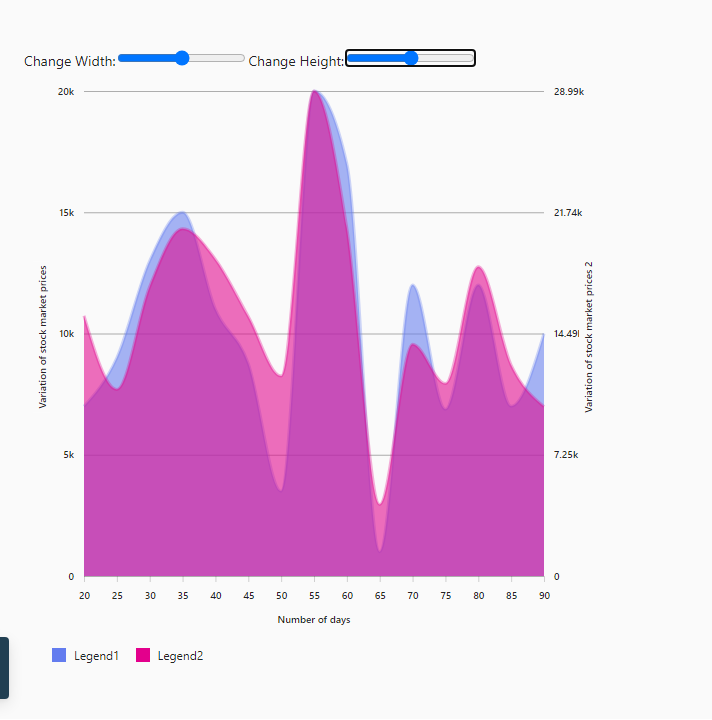 Change Width: Change Height:
20k 28.99k
15k 21.74k
10k 14.49
5k 7.25k
0 0
Variation of stock market prices
Variation of stock market prices 2
20 25 30 35 40 45 50 55 60 65 70 75 80 85 90
Number of days
Legend1 Legend2